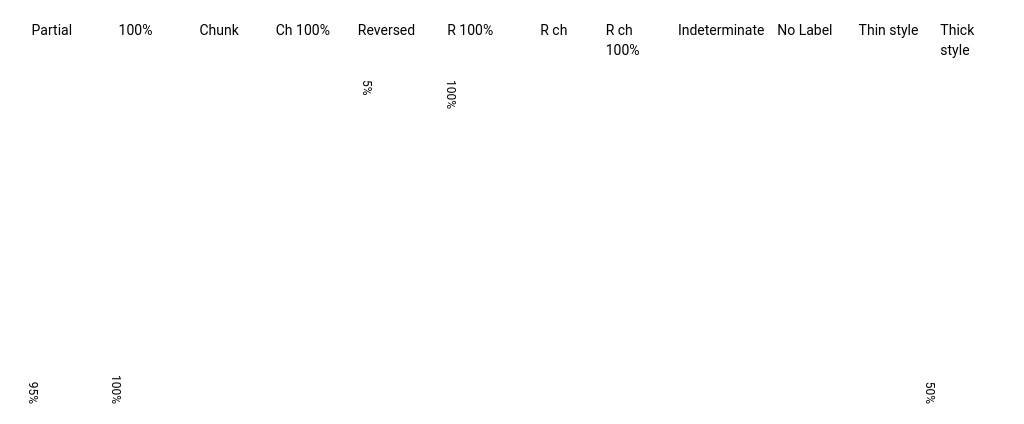 Partial
100%
Chunk
Ch 100%
Reversed
R 100%
R ch
R ch
100%
Indeterminate
No Label
Thin style
Thick
style
5%
100%
95%
100%
50%